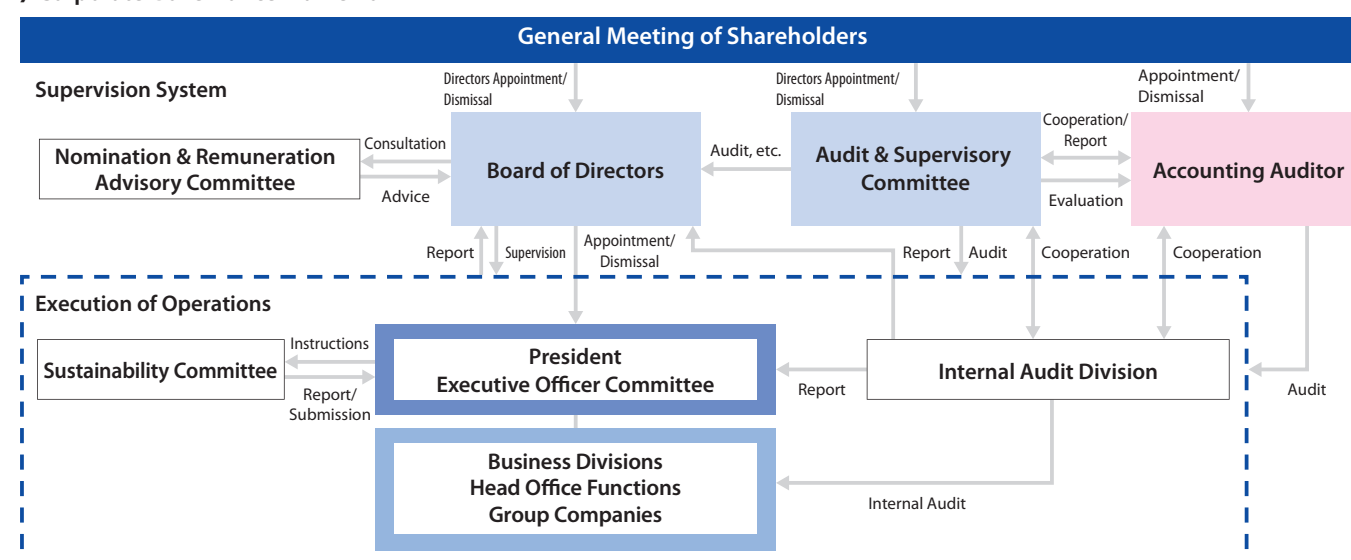 General Meeting of Shareholders
Supervision System
Directors Appointment/
Dismissal
Directors Appointment/
Dismissal
Appointment/
Dismissal
Nomination & Remuneration
Advisory Committee
Consultation
Advice
Board of Directors
Audit, etc.
Audit & Supervisory
Committee
Cooperation/
Report
Evaluation
Accounting Auditor
Report
Supervision
Appointment/
Dismissal
Report
Audit
Cooperation
Cooperation
Execution of Operations
Sustainability Committee
Instructions
Report/
Submission
President
Executive Officer Committee
Report
Internal Audit Division
Audit
Business Divisions
Head Office Functions
Group Companies
Internal Audit